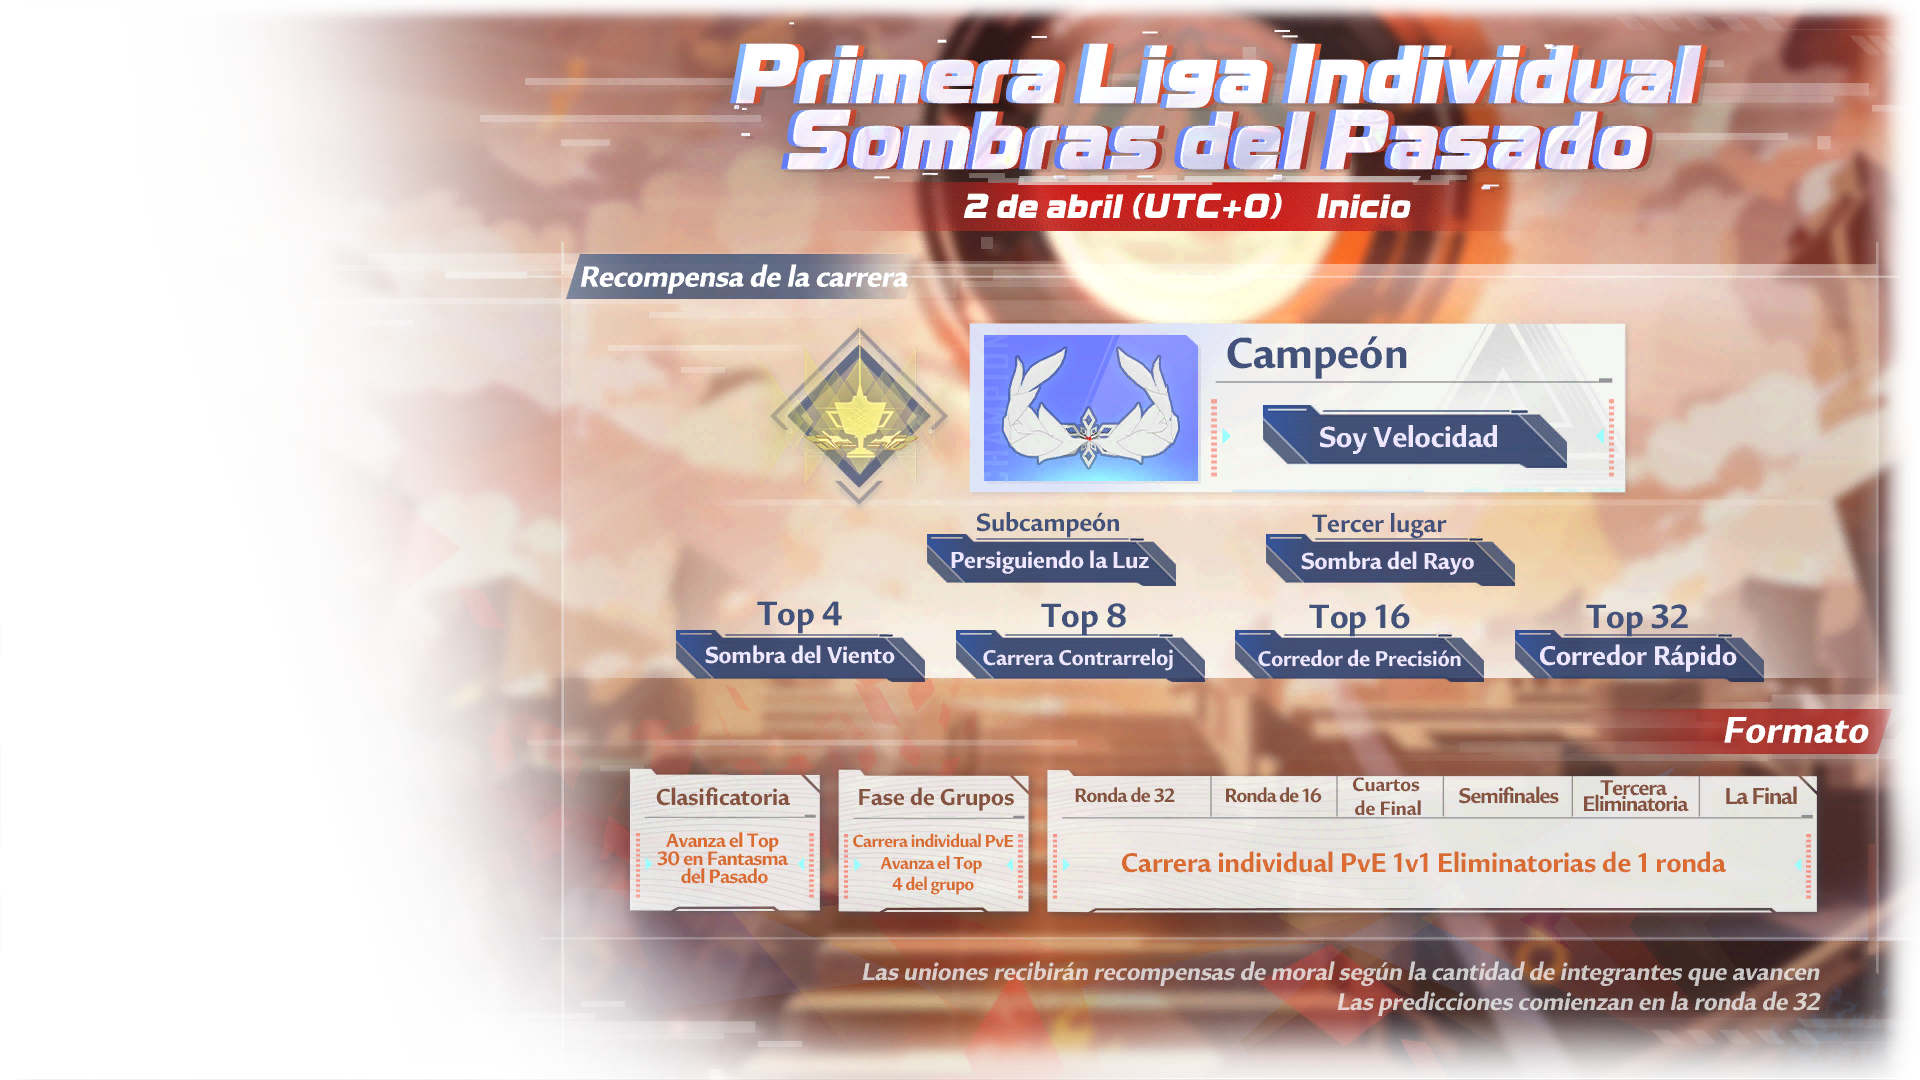 Primera Liga Individual
Sombras del Pasado
2 de abril (UTC+0) Inicio
Recompensa de la carrera
CHAMPION
Campeón
Soy Velocidad
Subcampeón
Persiguiendo la Luz
Tercer lugar
Sombra del Rayo
Top 4
Sombra del Viento
Top 8
Carrera Contrarreloj
Top 16
Corredor de Precisión
Top 32
Corredor Rápido
Formato
Clasificatoria
Avanza el Top
30 en Fantasma
del Pasado
Fase de Grupos
Carrera individual PvE
Avanza el Top
4 del grupo
Ronda de 32
Ronda de 16
Cuartos
de Final
Semifinales
Tercera
Eliminatoria
La Final
Carrera individual PvE 1v1 Eliminatorias de 1 ronda
Las uniones recibirán recompensas de moral según la cantidad de integrantes que avancen
Las predicciones comienzan en la ronda de 32